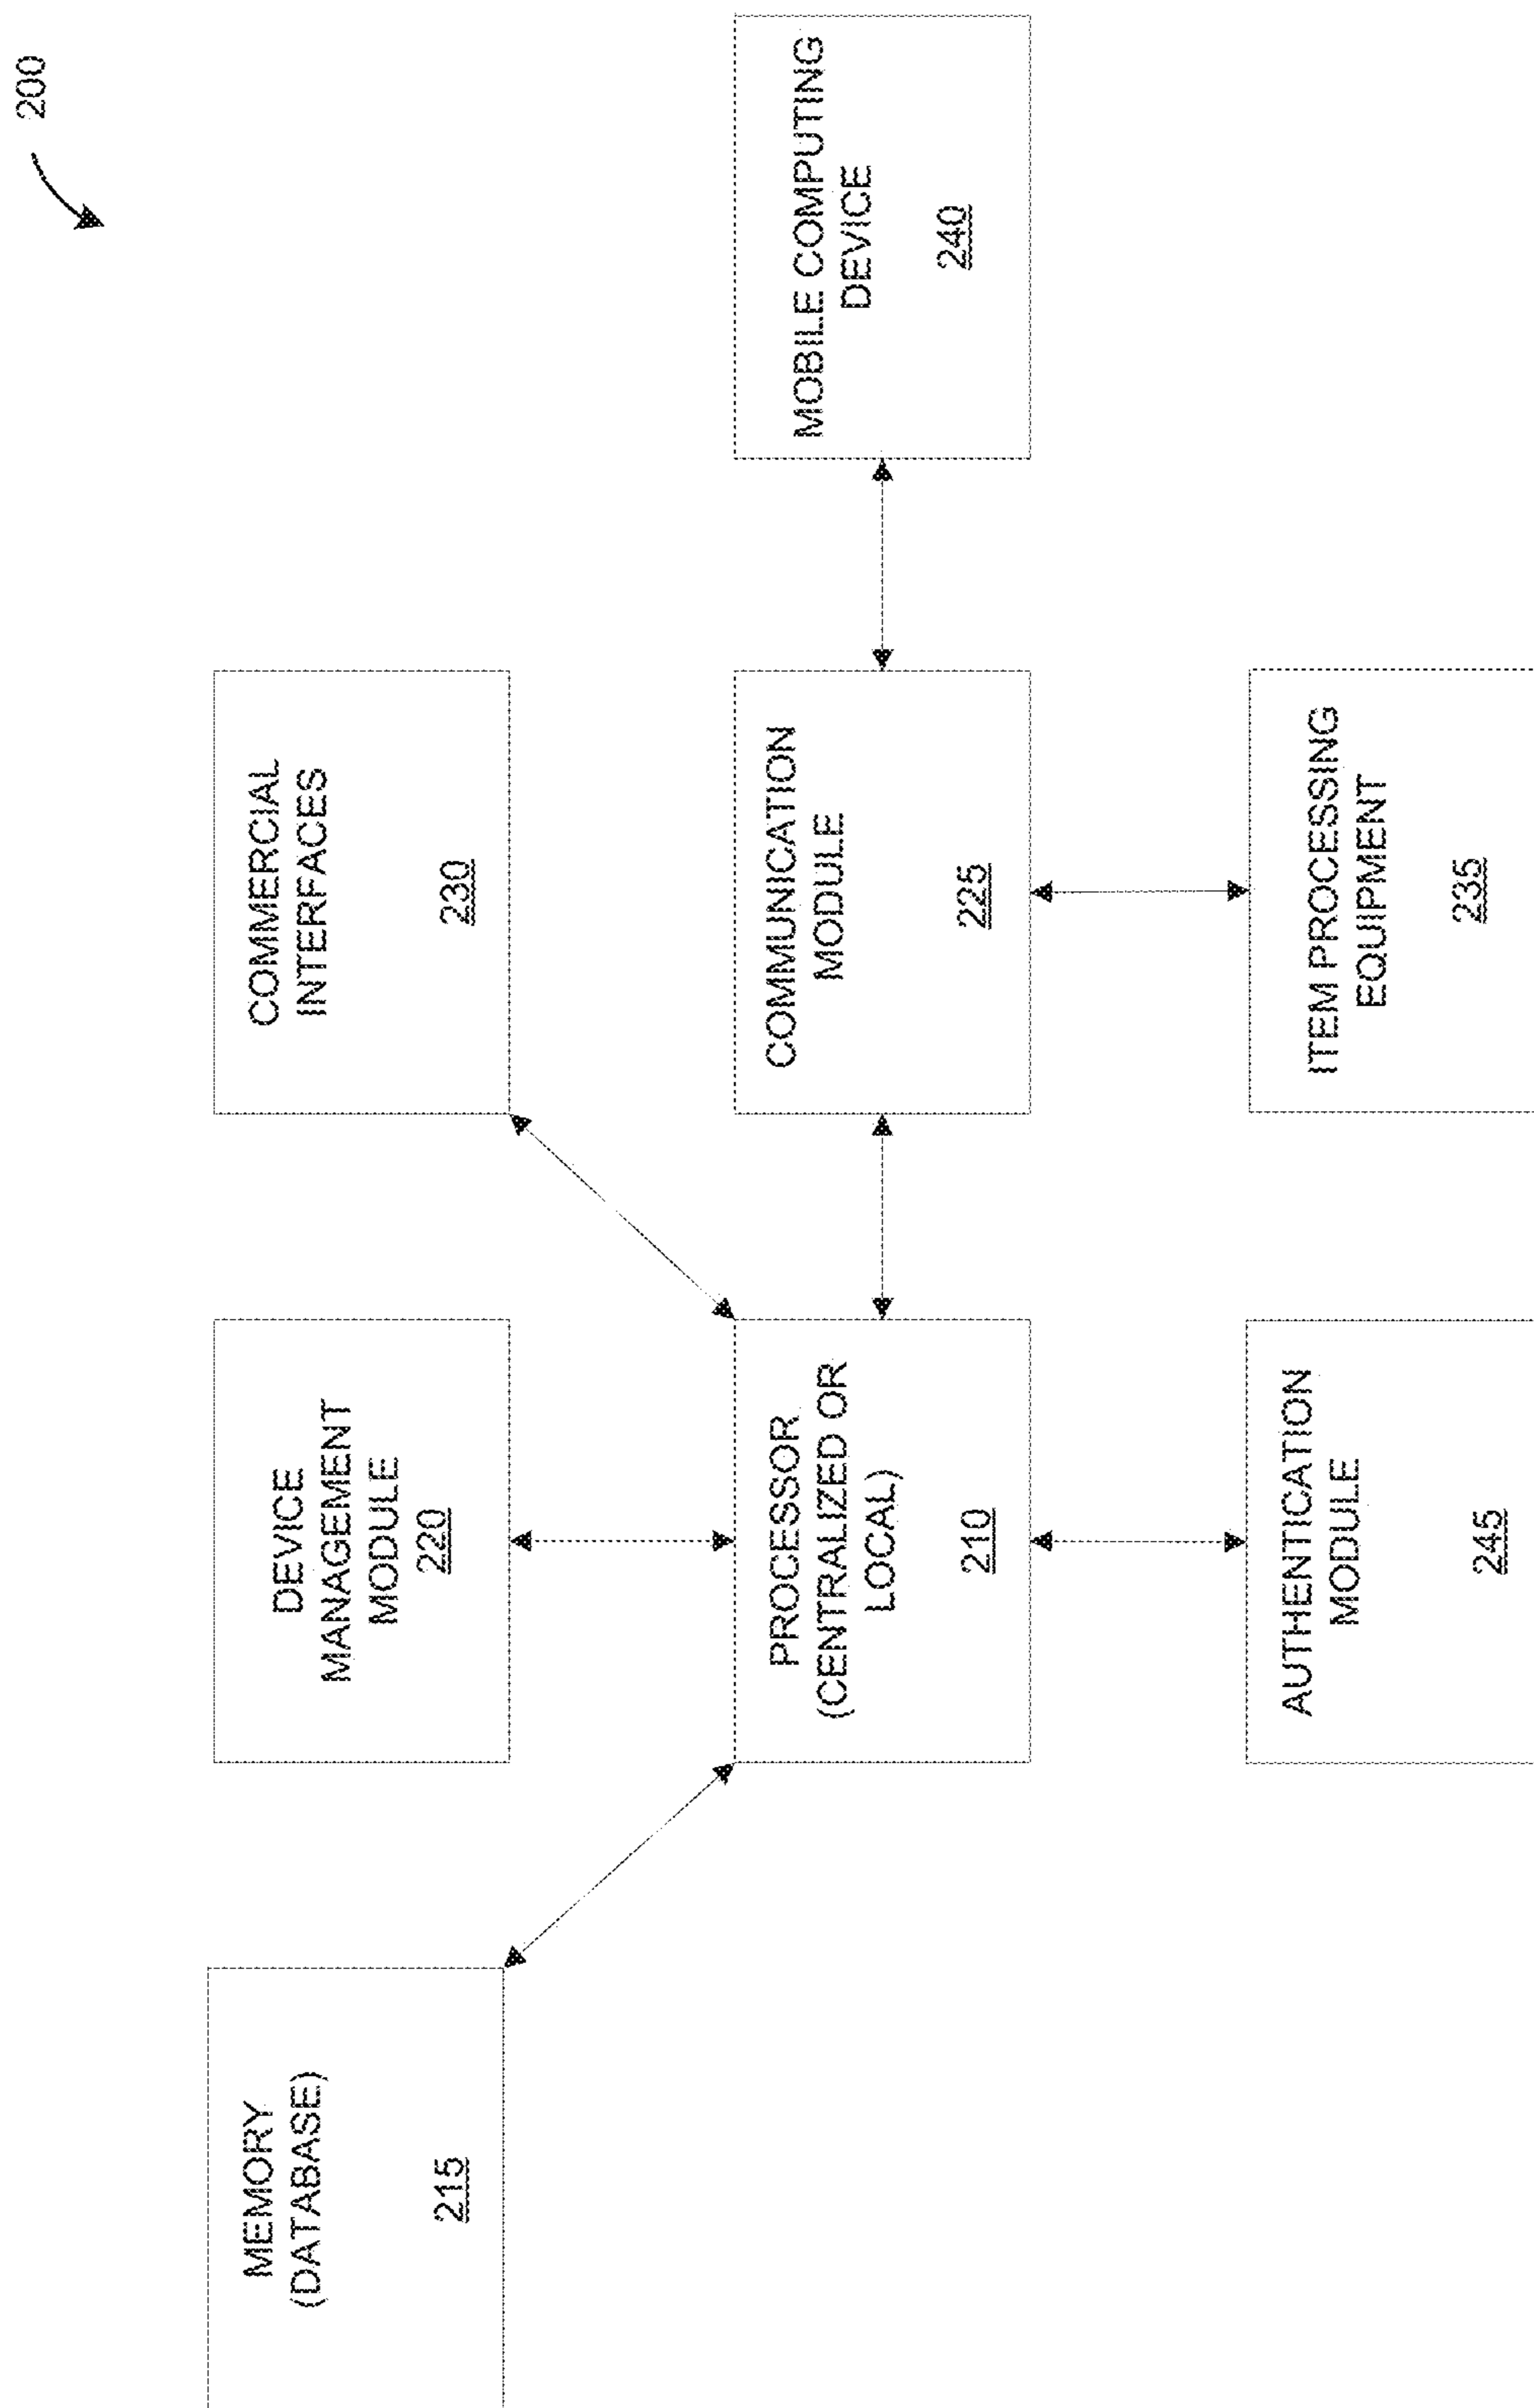 200
MEMORY
(DATABASE)
215
DEVICE
MANAGEMENT
MODULE
220
COMMERCIAL
INTERFACES
230
PROCESSOR
(CENTRALIZED OR
LOCAL)
210
COMMUNICATION
MODULE
225
MOBILE COMPUTING
DEVICE
240
AUTHENTICATION
MODULE
245
ITEM PROCESSING
EQUIPMENT
235